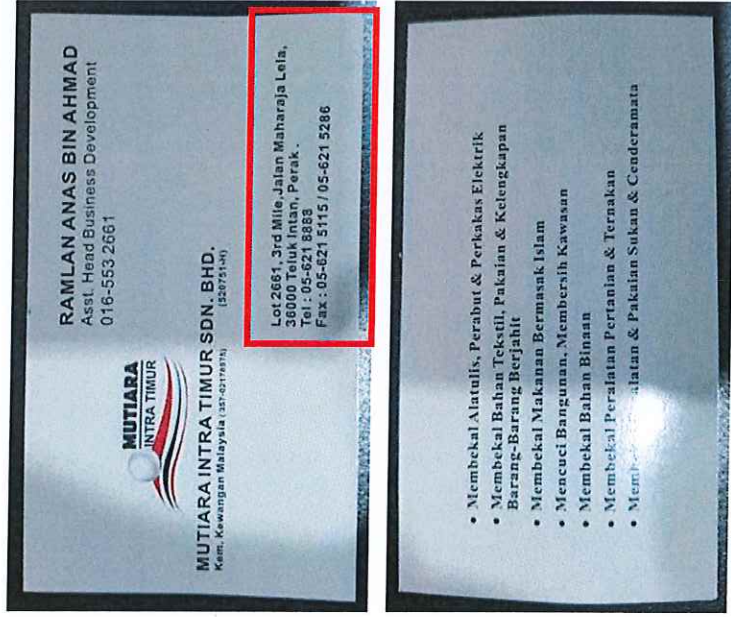 RAMLAN ANAS BIN AHMAD
Asst. Head Business Development
016-553 2661
MUTIARA
INTRA TIMUR
MUTIARA INTRA TIMUR SDN. BHD.
(520751-H)
Kem. Kewangan Malaysia
Lot 2661, 3rd Mile, Jalan Maharaja Lela,
36000 Teluk Intan, Perak.
Tel : 05-621 8888
Fax : 05-621 5115 / 05-621 5286
• Membekal Alatulis, Perabut & Perkakas Elektrik
• Membekal Bahan Tekstil, Pakaian & Kelengkapan
Barang-Barang Berjahit
• Membekal Makanan Bermasak Islam
• Mencuci Bangunan, Membersih Kawasan
• Membekal Bahan Binaan
• Membekal Peralatan Pertanian & Ternakan
• & Pakaian Sukan & Cenderamata